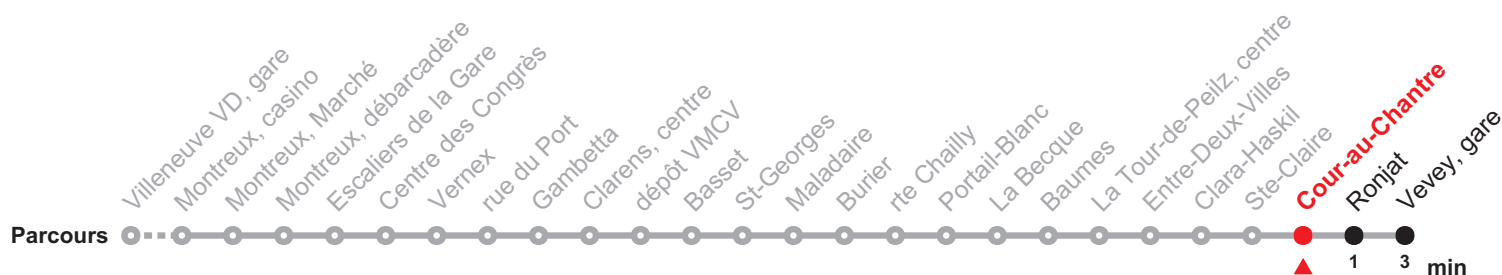 Villeneuve VD, gare
Montreux, casino
Montreux, Marché
Montreux, débarcadère
Escaliers de la Gare
Centre des Congrès
Vernex
rue du Port
Gambetta
Clarens, centre
dépôt VMCV
Basset
St-Georges
Maladaire
Burier
rte Chailly
Portail-Blanc
La Becque
Baumes
La Tour-de-Peilz, centre
Entre-Deux-Villes
Clara-Haskil
Ste-Claire
Cour-au-Chantre
Ronjat
Vevey, gare
Parcours
1 3 min